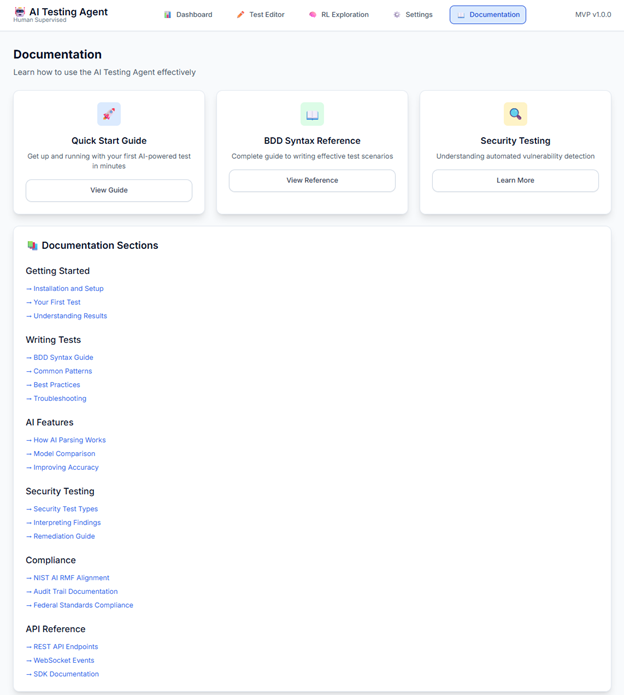 AI Testing Agent
Human Supervised
Dashboard
Test Editor
RL Exploration
Settings
Documentation
MVP v1.0.0
Documentation
Learn how to use the AI Testing Agent effectively
Quick Start Guide
Get up and running with your first AI-powered test
in minutes
View Guide
BDD Syntax Reference
Complete guide to writing effective test scenarios
View Reference
Security Testing
Understanding automated vulnerability detection
Learn More
Documentation Sections
Getting Started
→ Installation and Setup
→ Your First Test
→ Understanding Results
Writing Tests
→ BDD Syntax Guide
→ Common Patterns
→ Best Practices
→ Troubleshooting
AI Features
→ How AI Parsing Works
→ Model Comparison
→ Improving Accuracy
Security Testing
→ Security Test Types
→ Interpreting Findings
→ Remediation Guide
Compliance
→ NIST AI RMF Alignment
→ Audit Trail Documentation
→ Federal Standards Compliance
API Reference
→ REST API Endpoints
→ WebSocket Events
→ SDK Documentation